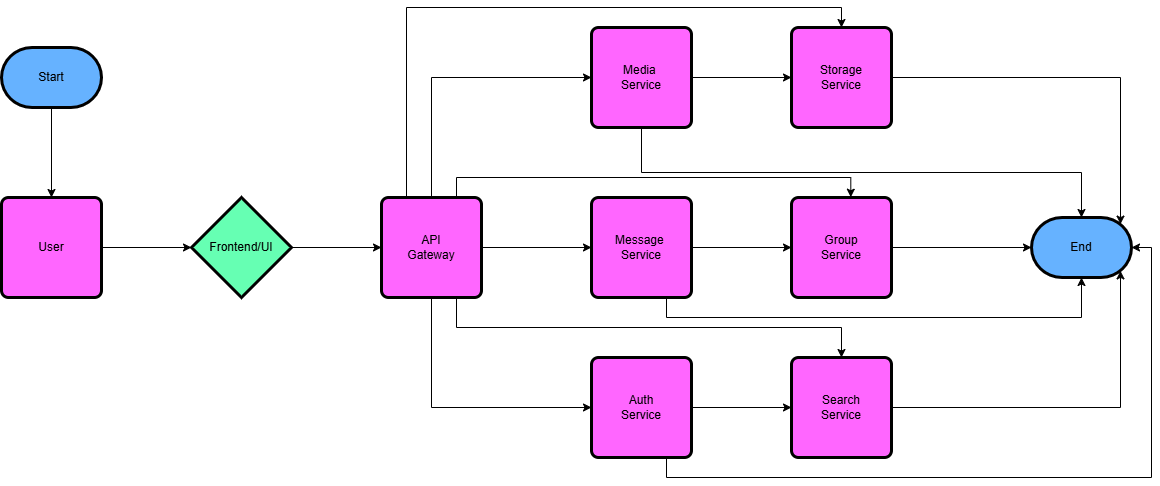 Start
User
Frontend/UI
API
Gateway
Media
Service
Storage
Service
Message
Service
Group
Service
Auth
Service
Search
Service
End